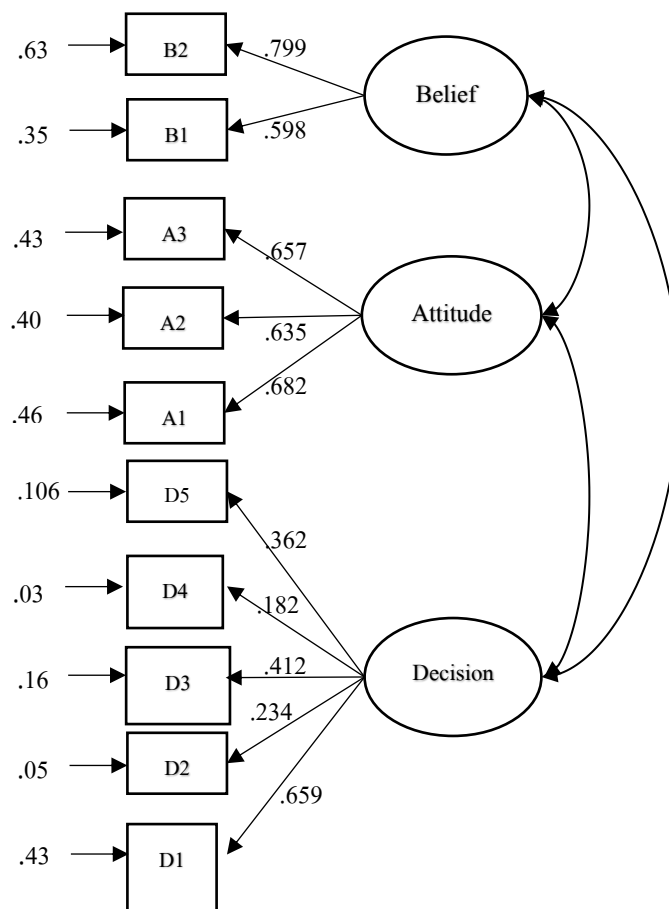 .63 B2 .799
Belief
.35 B1 .598
.43 A3 .657
.40 A2 .635
Attitude
.46 A1 .682
.106 D5 .362
.03 D4 .182
.16 D3 .412
Decision
.05 D2 .234
.43 D1 .659